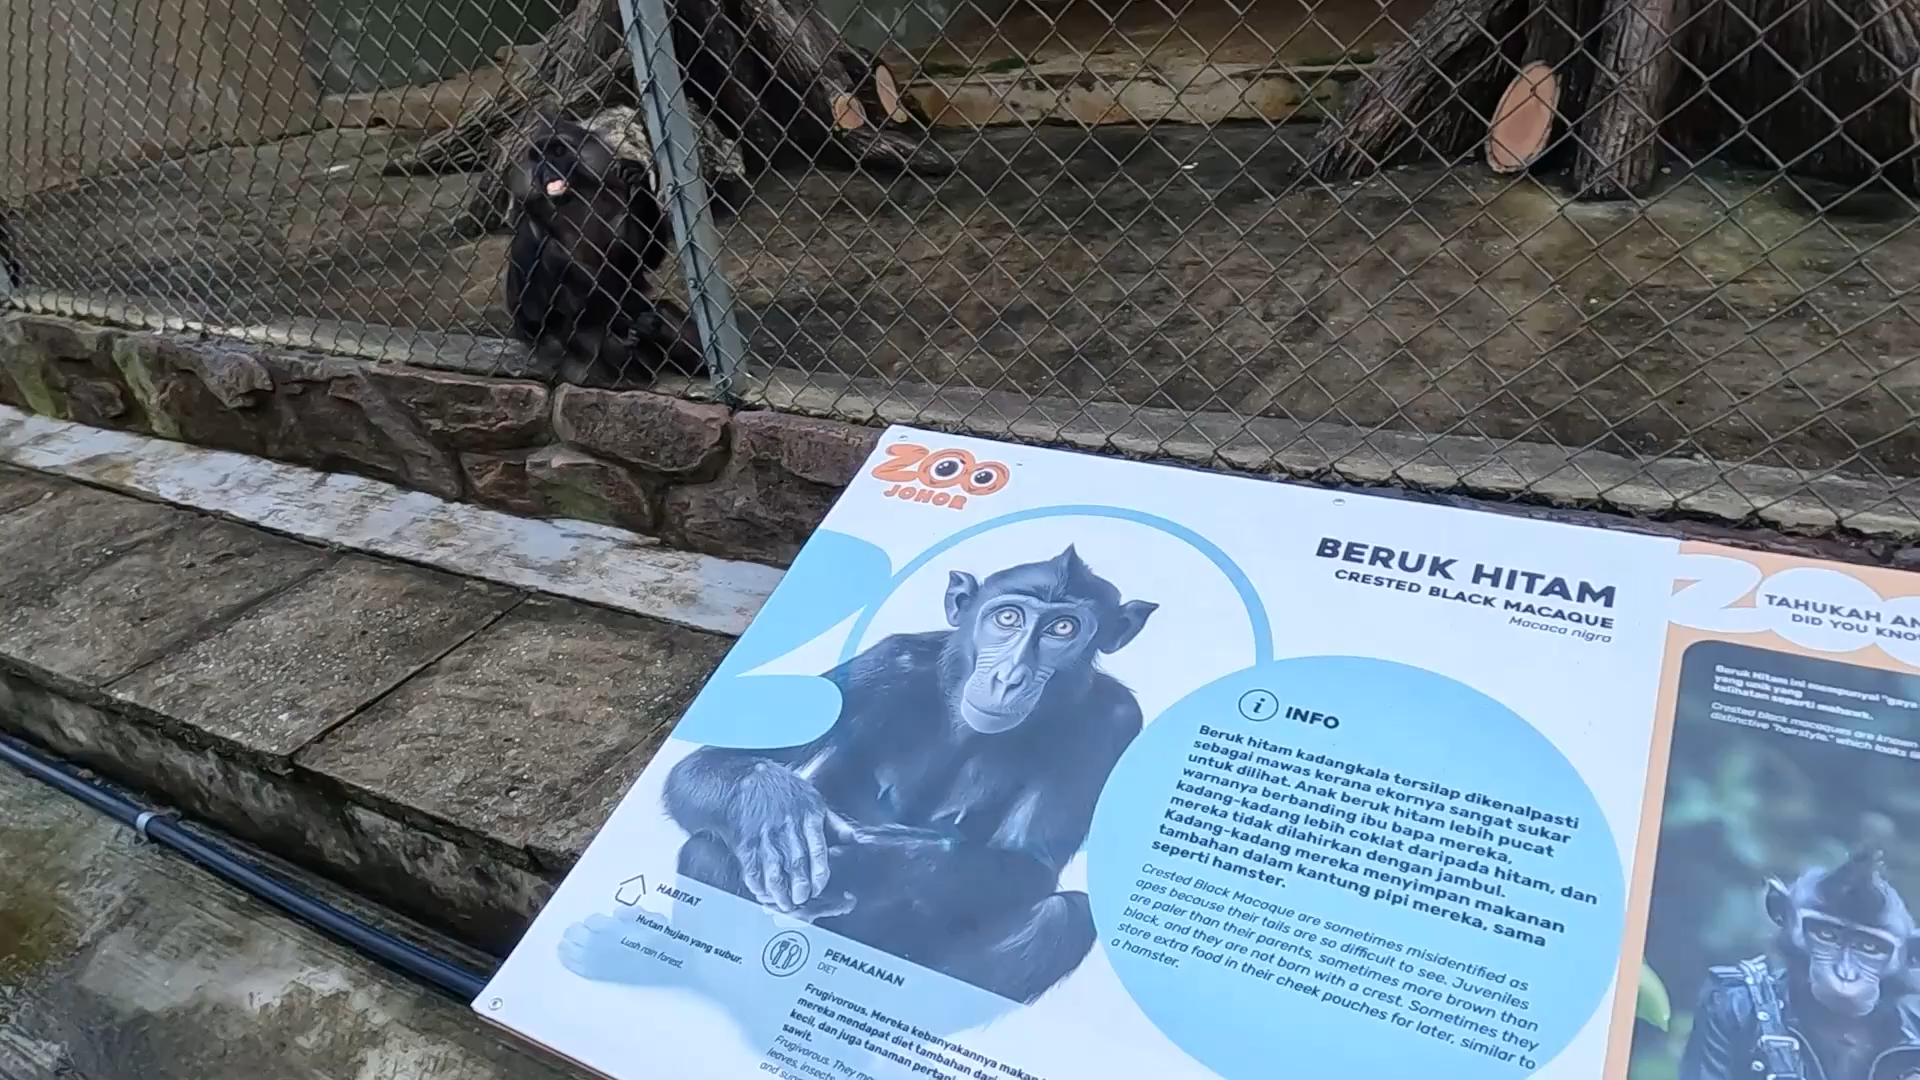 ZOO
JOHOR
BERUK HITAM
CRESTED BLACK MACAQUE
Macaca nigra
INFO
Beruk hitam kadangkala tersilap dikenalpasti
sebagai mawas kerana ekornya sangat sukar
untuk dilihat. Anak beruk hitam lebih pucat
warnanya berbanding ibu bapa mereka,
kadang-kadang lebih coklat daripada hitam, dan
mereka tidak dilahirkan dengan jambul.
Kadang-kadang mereka menyimpan makanan
tambahan dalam kantung pipi mereka, sama
seperti hamster.
Crested Black Macaque are sometimes misidentified as
apes because their tails are so difficult to see. Juveniles
are paler than their parents, sometimes more brown than
black, and they are not born with a crest. Sometimes they
store extra food in their cheek pouches for later, similar to
a hamster.
HABITAT
Hutan hujan yang subur.
Lush rain forest.
PEMAKANAN
DIET
Frugivorous. Mereka kebanyakannya makan
mereka mendapat diet tambahan dari
kecil, dan juga tanaman
sawit.
Frugivorous. They
leaves, insects
and
TAHUKAH
DID YOU
Beruk Hitam ini mempunyai "gaya
yang unik yang
kelihatan seperti mohawk.
Crested black macaques are known
distinctive "hairstyle," which looks